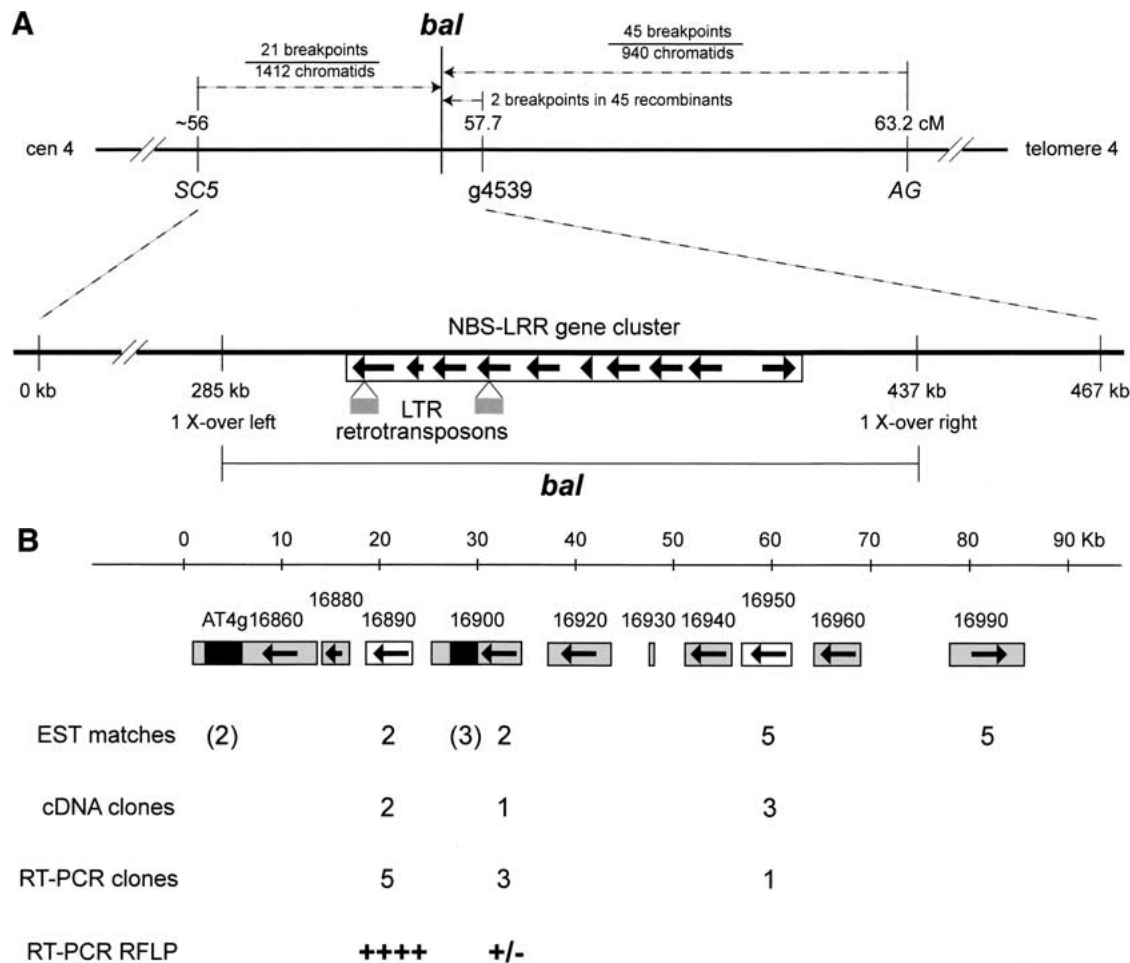 A
bal
21 breakpoints
1412 chromatids
45 breakpoints
940 chromatids
2 breakpoints in 45 recombinants
~56
57.7
63.2 cM
cen 4
telomere 4
SC5
g4539
AG
NBS-LRR gene cluster
0 kb
285 kb
437 kb
467 kb
1 X-over left
LTR
retrotransposons
1 X-over right
bal
B
0 10 20 30 40 50 60 70 80 90 Kb
16880 16950
AT4g16860 16890 16900 16920 16930 16940 16960 16990
EST matches (2) 2 (3) 2 5 5
cDNA clones 2 1 3
RT-PCR clones 5 3 1
RT-PCR RFLP ++++ +/-